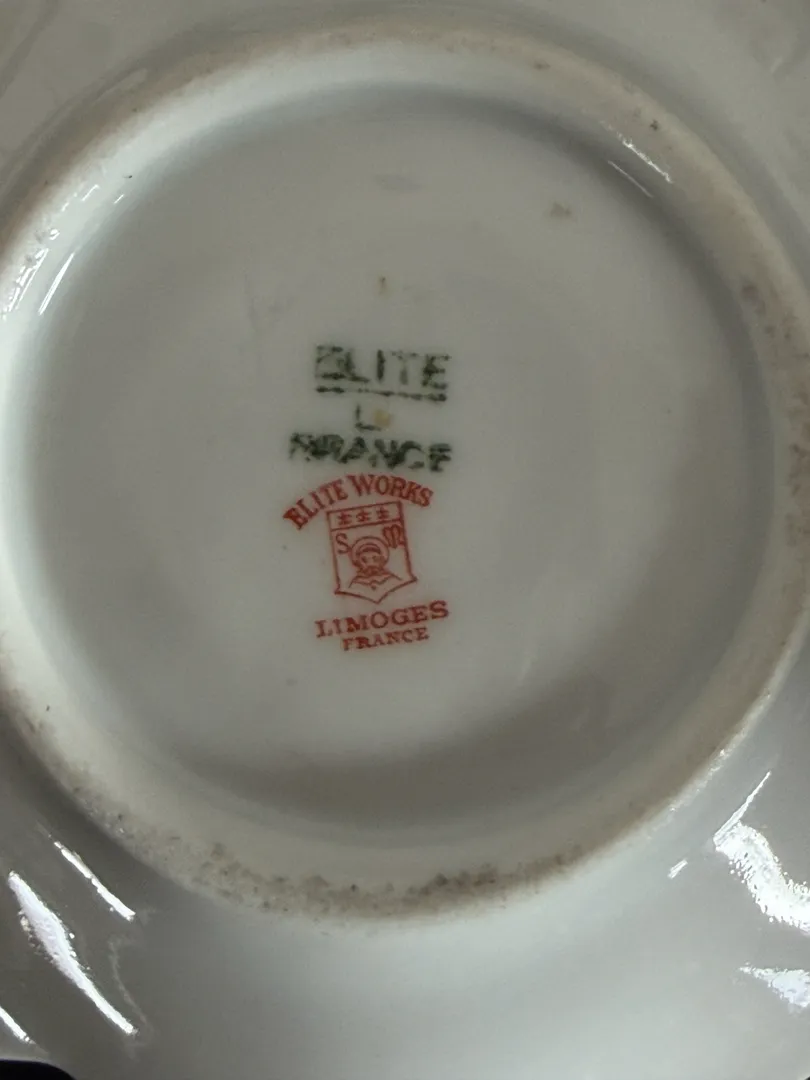 ELITE
L
FRANCE
ELITE WORKS
S M
LIMOGES
FRANCE